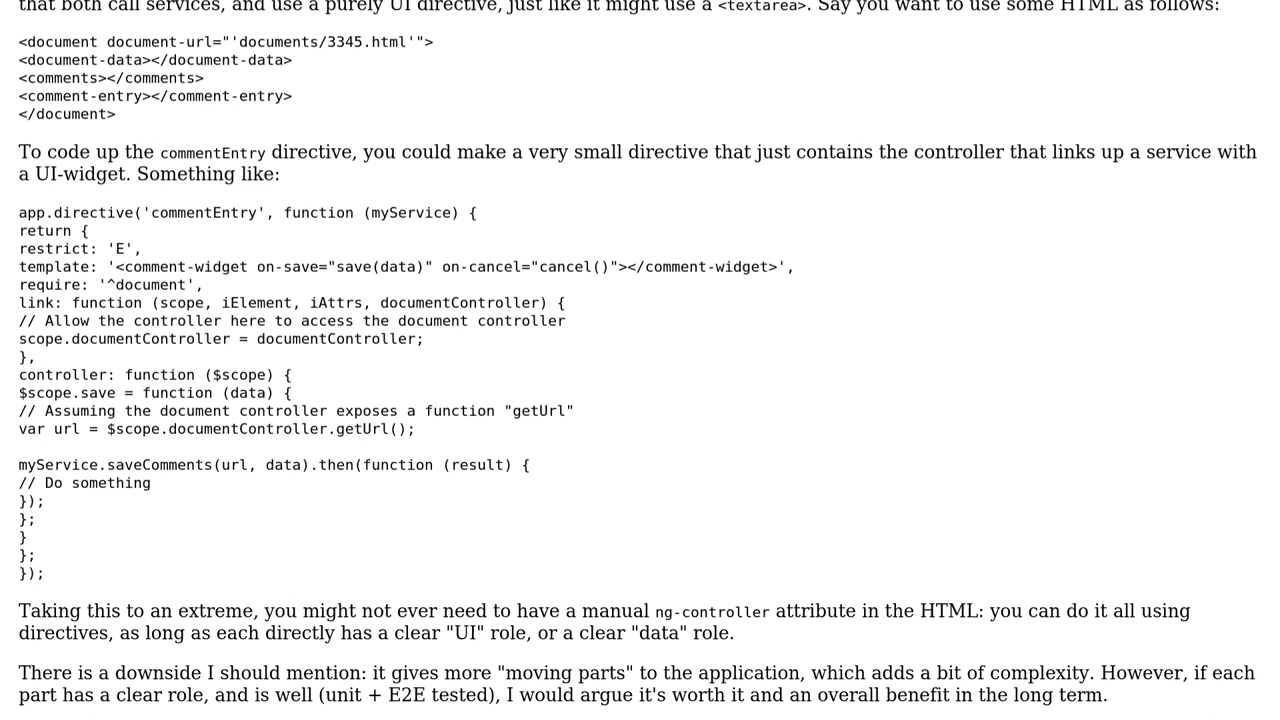 that both call services, and use a purely UI directive, just like it might use a <textarea>. Say you want to use some HTML as follows:
<document document-url="'documents/3345.html'">
<document-data></document-data>
<comments></comments>
<comment-entry></comment-entry>
</document>
To code up the commentEntry directive, you could make a very small directive that just contains the controller that links up a service with
a UI-widget. Something like:
app.directive('commentEntry', function (myService) {
return {
restrict: 'E',
template: '<comment-widget on-save="save(data)" on-cancel="cancel()"></comment-widget>',
require: '^document',
link: function (scope, iElement, iAttrs, documentController) {
// Allow the controller here to access the document controller
scope.documentController = documentController;
},
controller: function ($scope) {
$scope.save = function (data) {
// Assuming the document controller exposes a function "getUrl"
var url = $scope.documentController.getUrl();
myService.saveComments(url, data).then(function (result) {
// Do something
});
};
}
};
});
Taking this to an extreme, you might not ever need to have a manual ng-controller attribute in the HTML: you can do it all using
directives, as long as each directly has a clear "UI" role, or a clear "data" role.
There is a downside I should mention: it gives more "moving parts" to the application, which adds a bit of complexity. However, if each
part has a clear role, and is well (unit + E2E tested), I would argue it's worth it and an overall benefit in the long term.